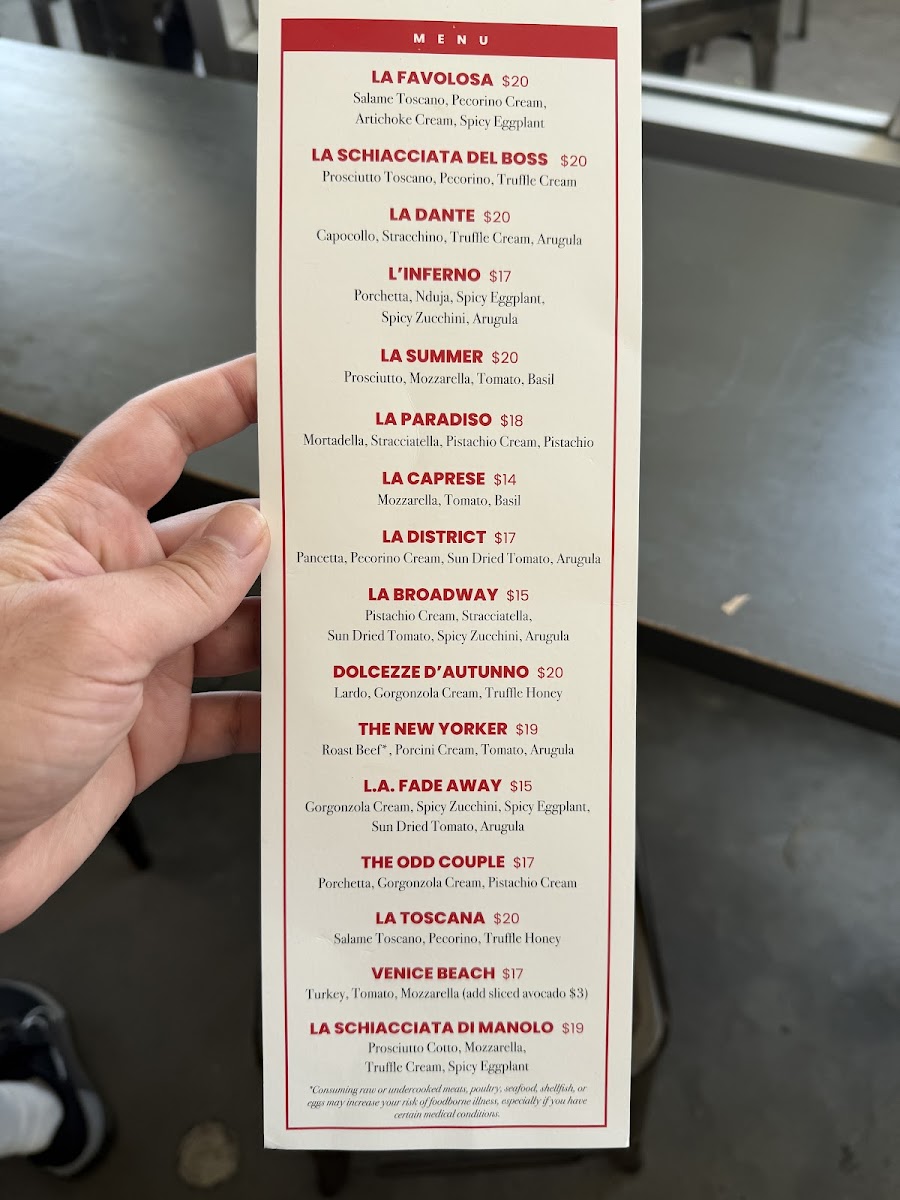 MENU
LA FAVOLOSA $20
Salame Toscano, Pecorino Cream,
Artichoke Cream, Spicy Eggplant
LA SCHIACCIATA DEL BOSS $20
Prosciutto Toscano, Pecorino, Truffle Cream
LA DANTE $20
Capocollo, Stracchino, Truffle Cream, Arugula
L'INFERNO $17
Porchetta, Nduja, Spicy Eggplant,
Spicy Zucchini, Arugula
LA SUMMER $20
Prosciutto, Mozzarella, Tomato, Basil
LA PARADISO $18
Mortadella, Stracciatella, Pistachio Cream, Pistachio
LA CAPRESE $14
Mozzarella, Tomato, Basil
LA DISTRICT $17
Pancetta, Pecorino Cream, Sun Dried Tomato, Arugula
LA BROADWAY $15
Pistachio Cream, Stracciatella,
Sun Dried Tomato, Spicy Zucchini, Arugula
DOLCEZZE D'AUTUNNO $20
Lardo, Gorgonzola Cream, Truffle Honey
THE NEW YORKER $19
Roast Beef*, Porcini Cream, Tomato, Arugula
L.A. FADE AWAY $15
Gorgonzola Cream, Spicy Zucchini, Spicy Eggplant,
Sun Dried Tomato, Arugula
THE ODD COUPLE $17
Porchetta, Gorgonzola Cream, Pistachio Cream
LA TOSCANA $20
Salame Toscano, Pecorino, Truffle Honey
VENICE BEACH $17
Turkey, Tomato, Mozzarella (add sliced avocado $3)
LA SCHIACCIATA DI MANOLO $19
Prosciutto Cotto, Mozzarella,
Truffle Cream, Spicy Eggplant
*Consuming raw or undercooked meats, poultry, seafood, shellfish, or
eggs may increase your risk of foodborne illness, especially if you have
certain medical conditions.